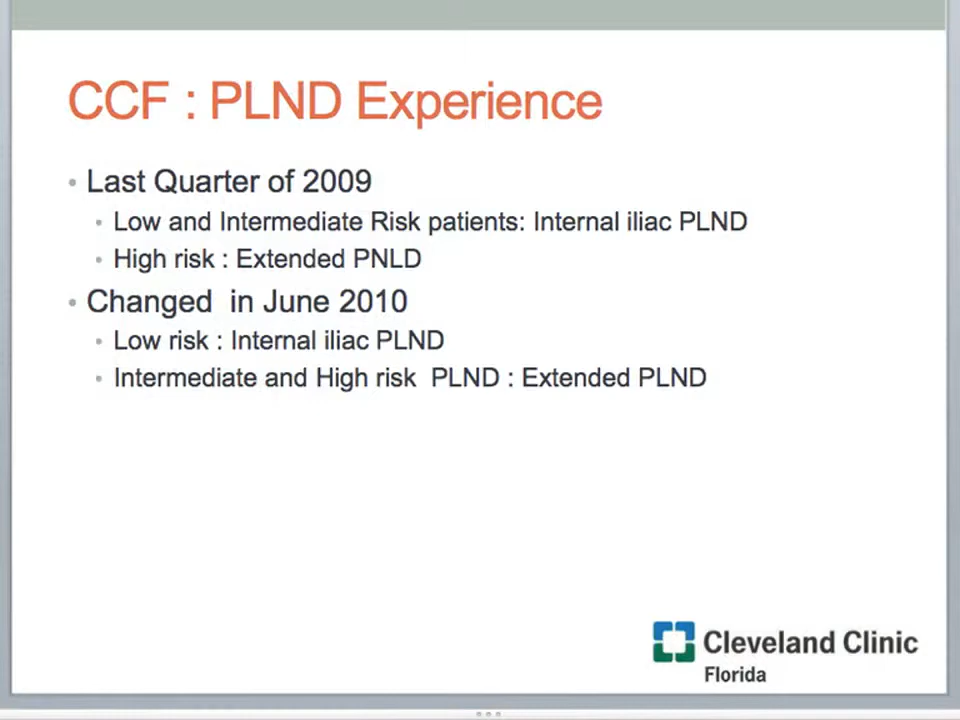 CCF : PLND Experience
Last Quarter of 2009
Low and Intermediate Risk patients: Internal iliac PLND
High risk : Extended PNLD
Changed  in June 2010
Low risk : Internal iliac PLND
Intermediate and High risk  PLND : Extended PLND
Cleveland Clinic
Florida